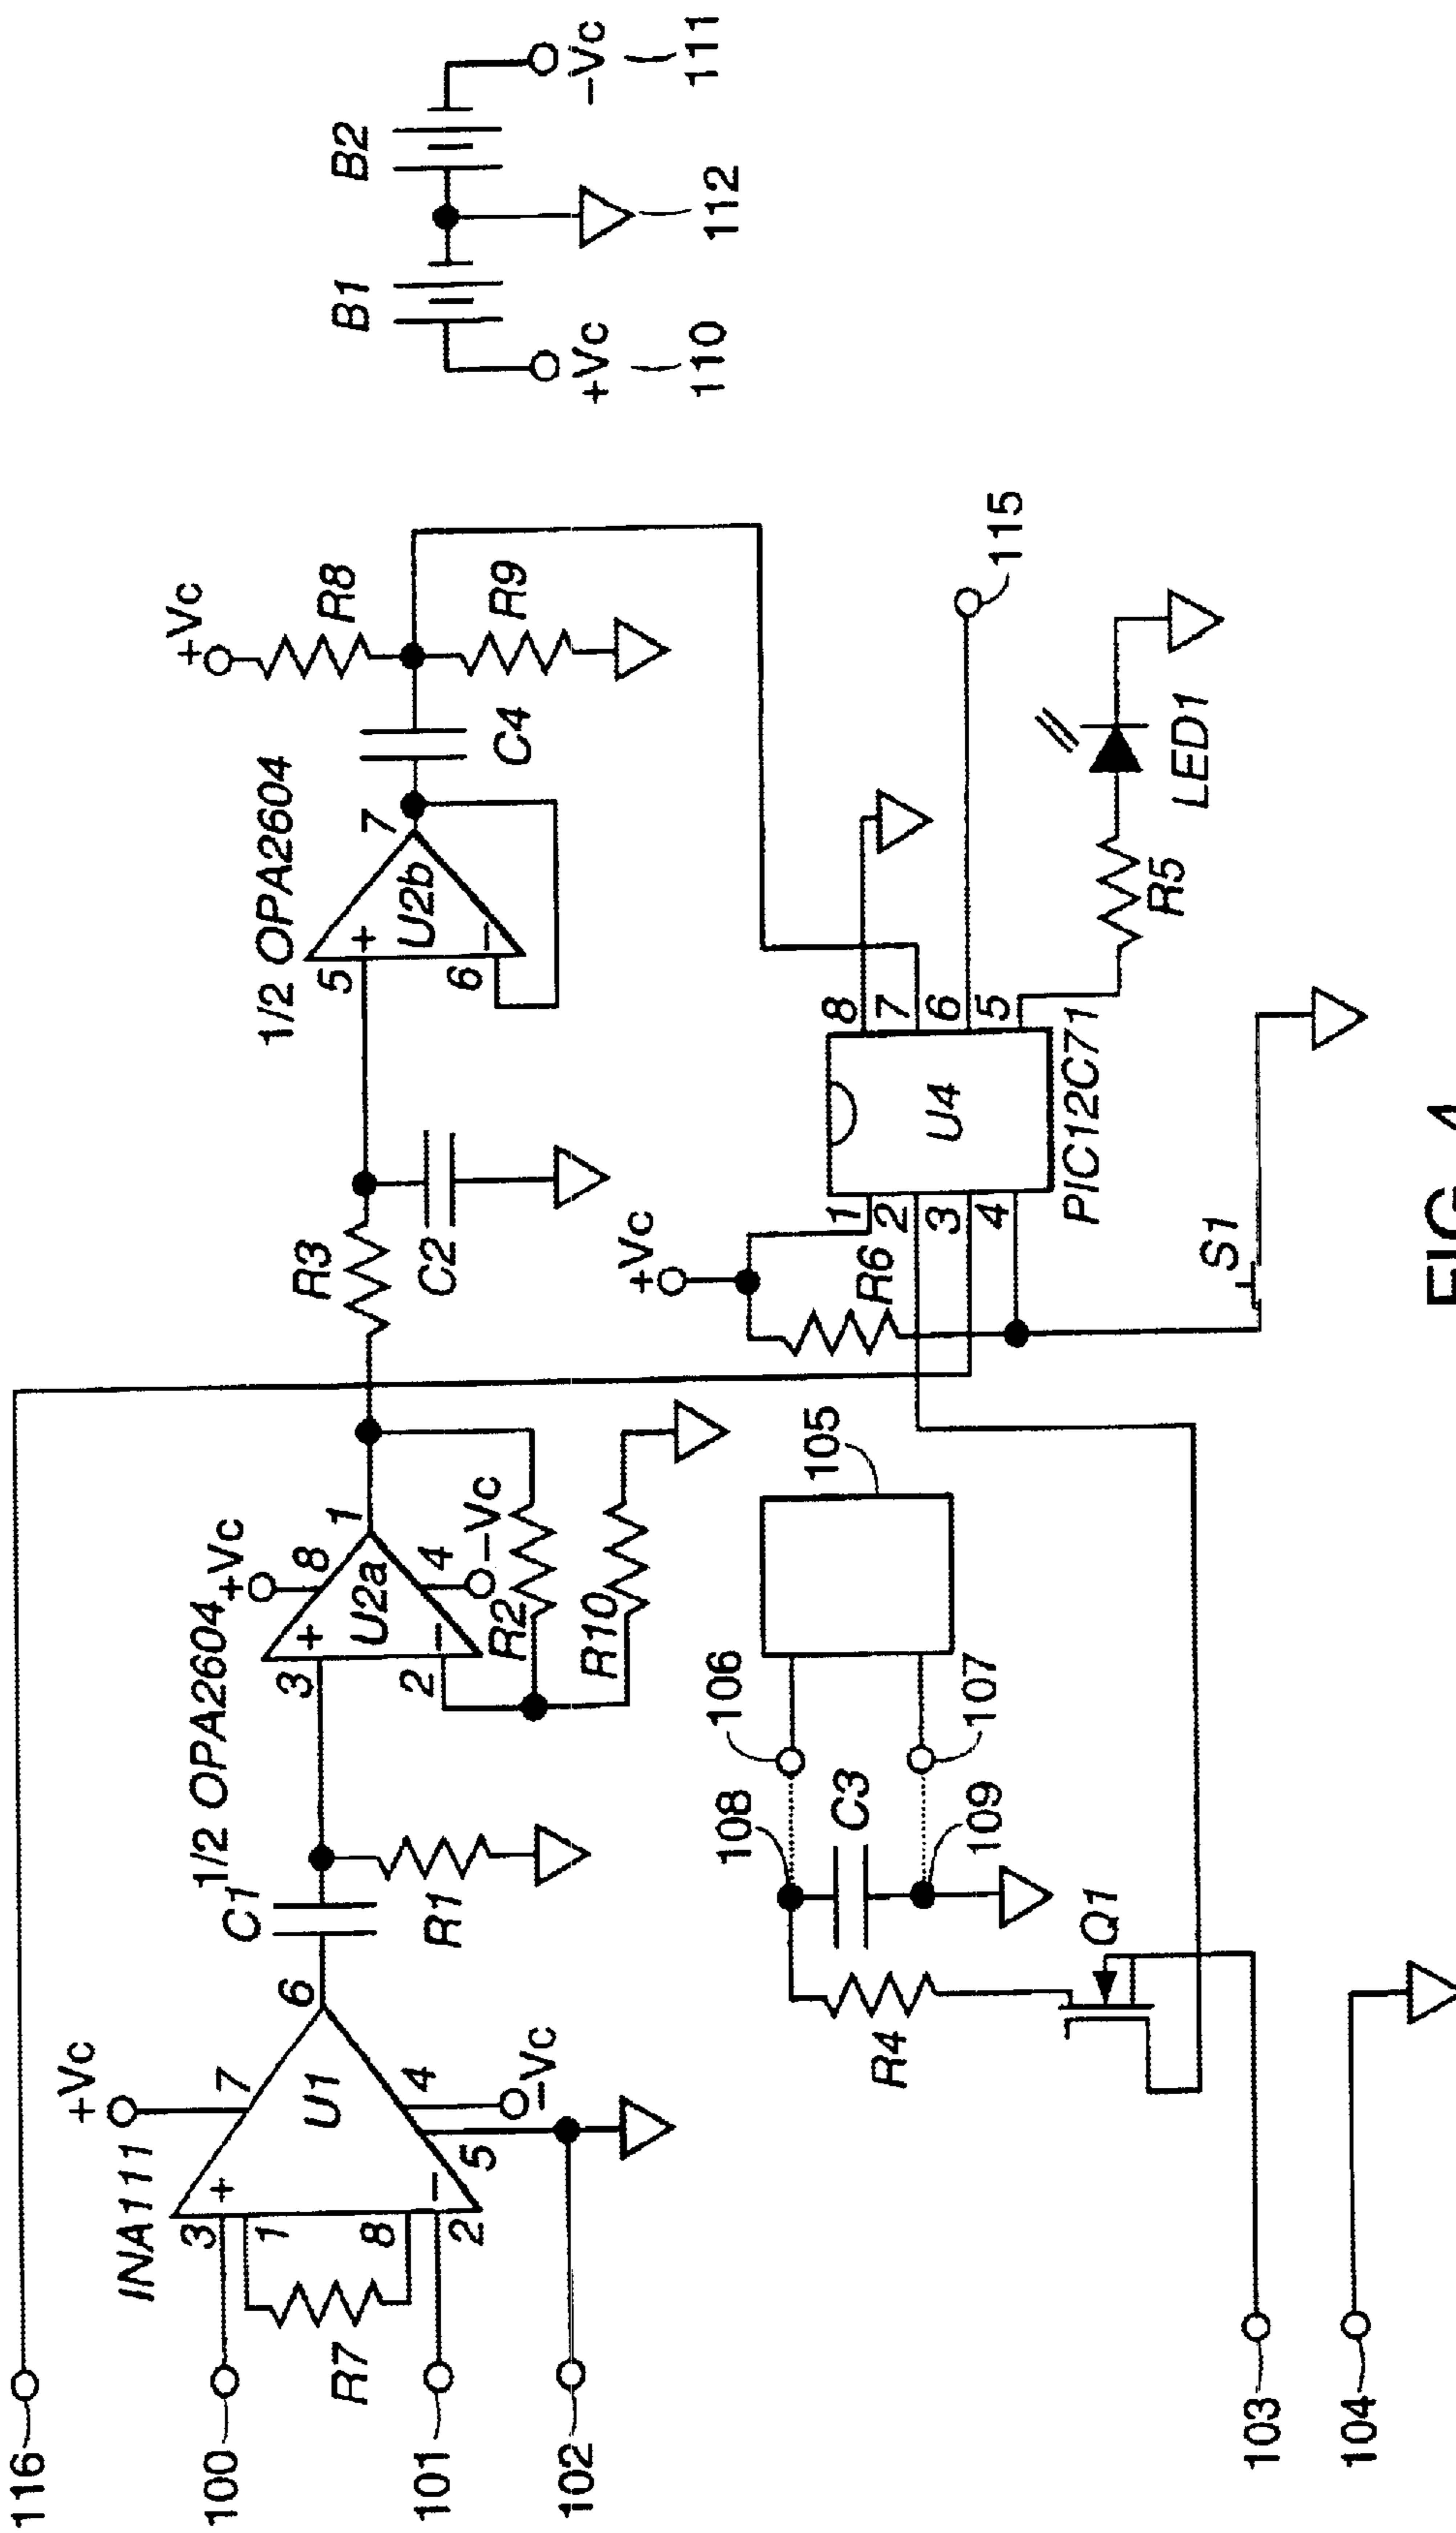 116
100
101
102
103
104
INA111
+Vc
3
1
8
2
7
6
4
5
U1
−Vc
R7
C1
R1
1/2 OPA2604
+Vc
3
2
8
1
4
U2a
−Vc
R2
R10
R3
C2
1/2 OPA2604
5
6
7
U2b
C4
+Vc
R8
R9
B1
B2
+Vc
−Vc
110
112
111
R4
Q1
108
C3
109
106
107
105
+Vc
R6
1
2
3
4
U4
8
7
6
5
PIC12C71
S1
115
R5
LED1
FIG. 4